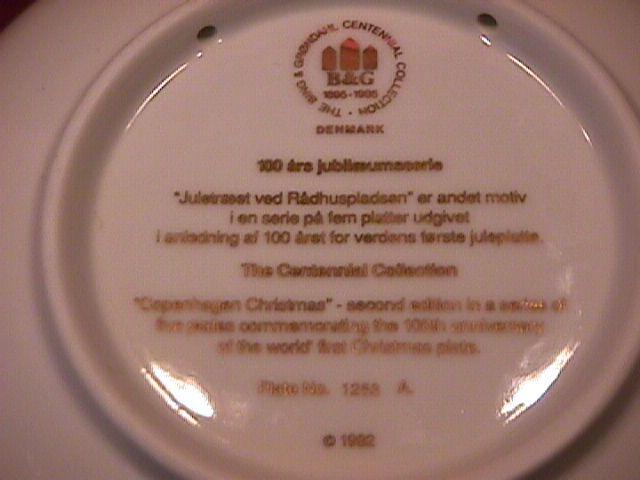 THE BING & GRØNDAHL CENTENNIAL COLLECTION
B&G
1895-1995
DENMARK
100 års jubilæumsserie
"Juletræet ved Rådhuspladsen" er andet motiv
i en serie på fem platter udgivet
i anledning af 100 året for verdens første juleplatte.
The Centennial Collection
"Copenhagen Christmas" - second edition in a series of
five plates commemorating the 100th anniversary
of the world' first Christmas plate.
Plate No. 1253 A.
© 1992